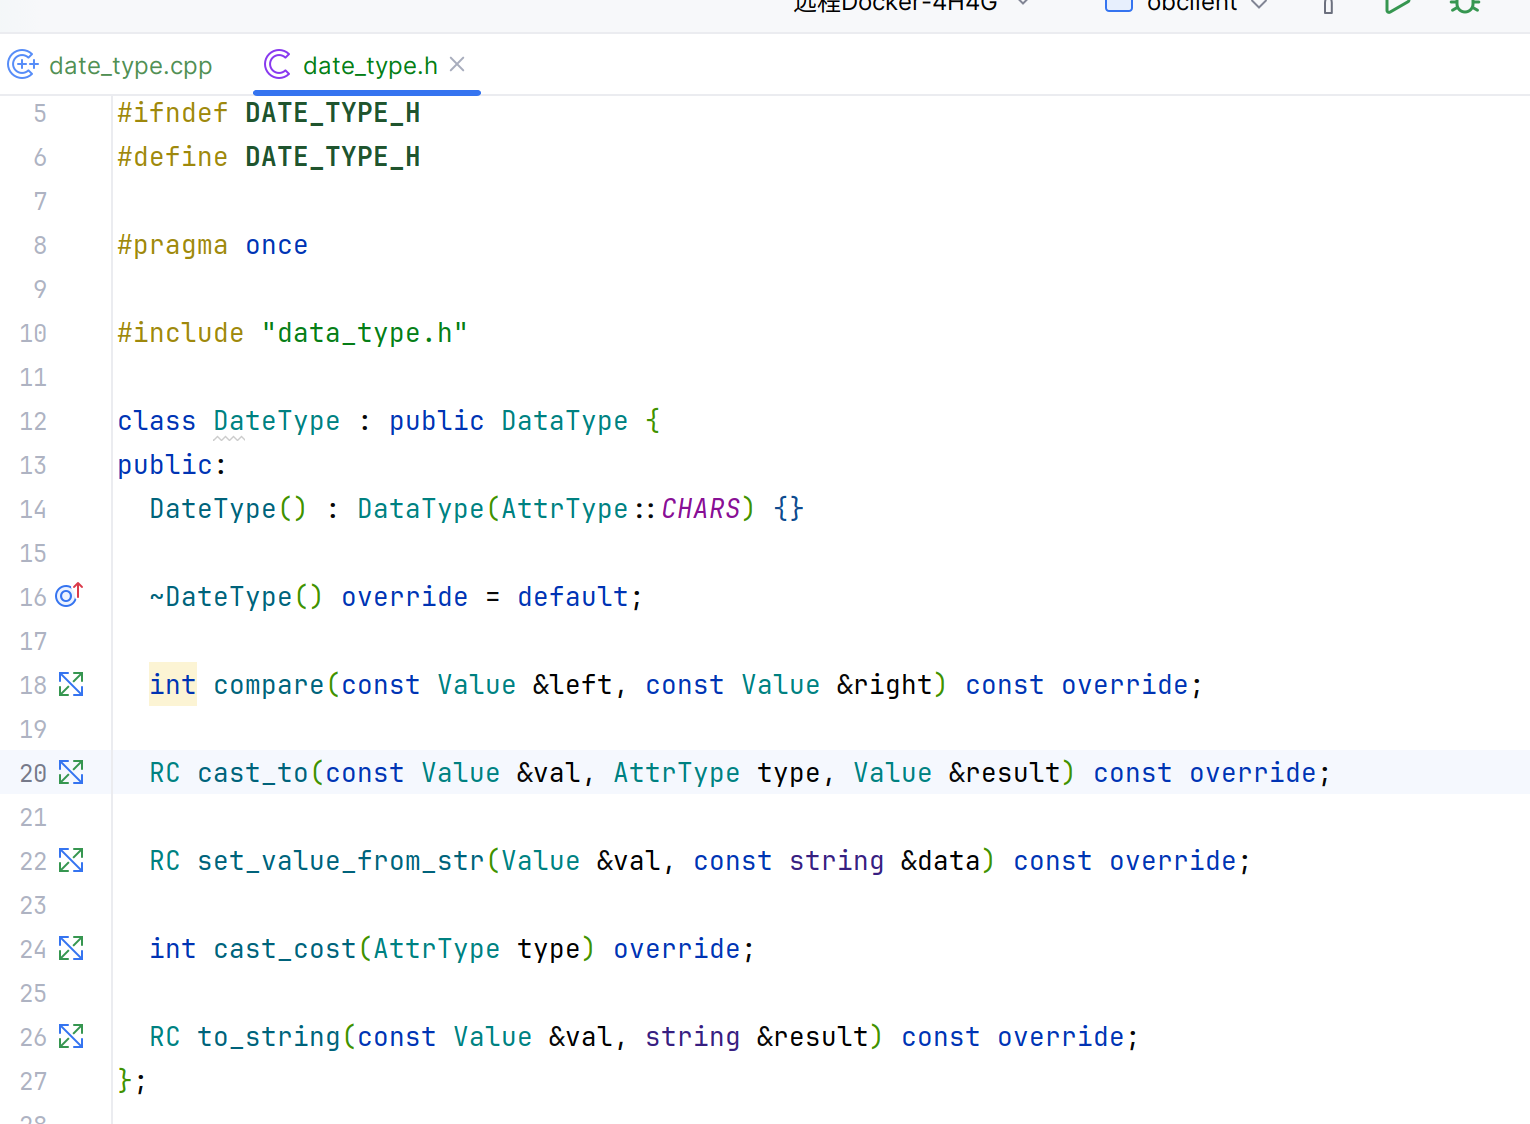 远程Docker-4H4G obclient
date_type.cpp date_type.h
5 #ifndef DATE_TYPE_H
6 #define DATE_TYPE_H
7
8 #pragma once
9
10 #include "data_type.h"
11
12 class DateType : public DataType {
13 public:
14 DateType() : DataType(AttrType::CHARS) {}
15
16 ~DateType() override = default;
17
18 int compare(const Value &left, const Value &right) const override;
19
20 RC cast_to(const Value &val, AttrType type, Value &result) const override;
21
22 RC set_value_from_str(Value &val, const string &data) const override;
23
24 int cast_cost(AttrType type) override;
25
26 RC to_string(const Value &val, string &result) const override;
27 };
28